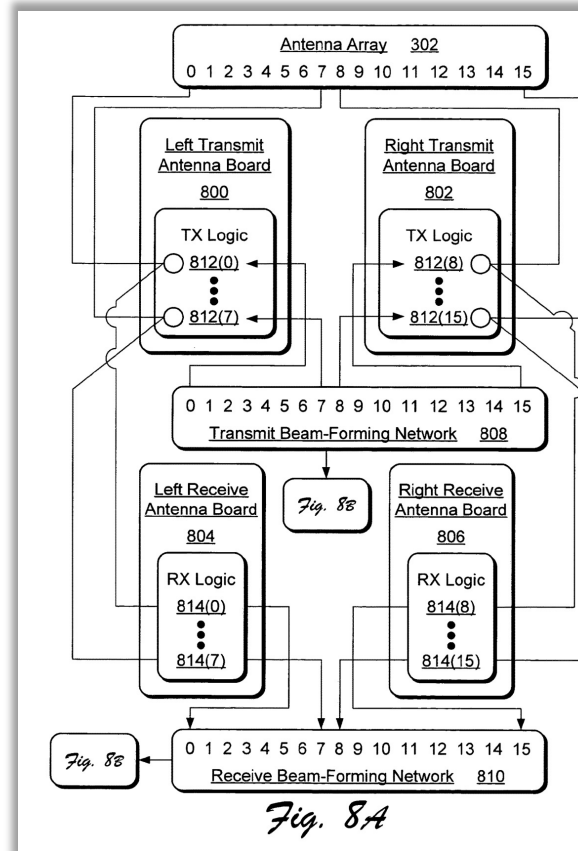 Antenna Array 302
0 1 2 3 4 5 6 7 8 9 10 11 12 13 14 15
Left Transmit
Antenna Board
800
TX Logic
812(0)
812(7)
Right Transmit
Antenna Board
802
TX Logic
812(8)
812(15)
0 1 2 3 4 5 6 7 8 9 10 11 12 13 14 15
Transmit Beam-Forming Network 808
Fig. 8B
Left Receive
Antenna Board
804
RX Logic
814(0)
814(7)
Right Receive
Antenna Board
806
RX Logic
814(8)
814(15)
0 1 2 3 4 5 6 7 8 9 10 11 12 13 14 15
Receive Beam-Forming Network 810
Fig. 8B
Fig. 8A